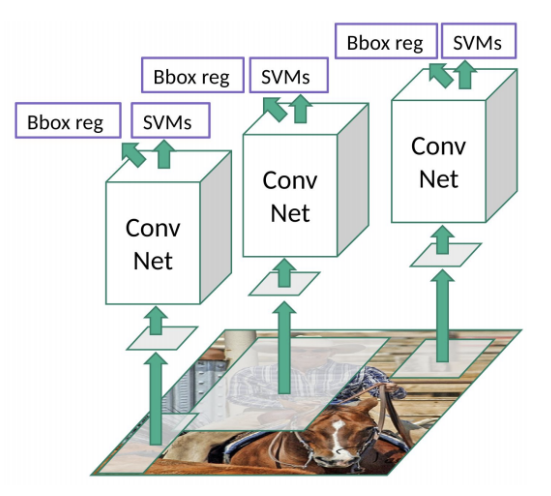 Bbox reg
SVMs
Bbox reg
SVMs
Bbox reg
SVMs
Conv
Net
Conv
Net
Conv
Net